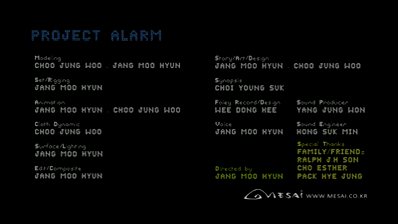 PROJECT ALARM
Modeling
CHOO JUNG WOO . JANG MOO HYUN
Set/Rigging
JANG MOO HYUN
Animation
JANG MOO HYUN . CHOO JUNG WOO
Cloth Dynamic
CHOO JUNG WOO
Surface/Lighting
JANG MOO HYUN
Edit/Composite
JANG MOO HYUN
Story/Art/Design
JANG MOO HYUN . CHOO JUNG WOO
Synopsis
CHOI YOUNG SUK
Foley Record/Design
WEE DONG HEE
Sound Producer
YANG JUNG WON
Voice
JANG MOO HYUN
Sound Engineer
HONG SUK MIN
Directed by
JANG MOO HYUN
Special Thanks
FAMILY/FRIEND:
RALPH J H SON
CHO ESTHER
PACK HYE JUNG
MESAI WWW.MESAI.CO.KR